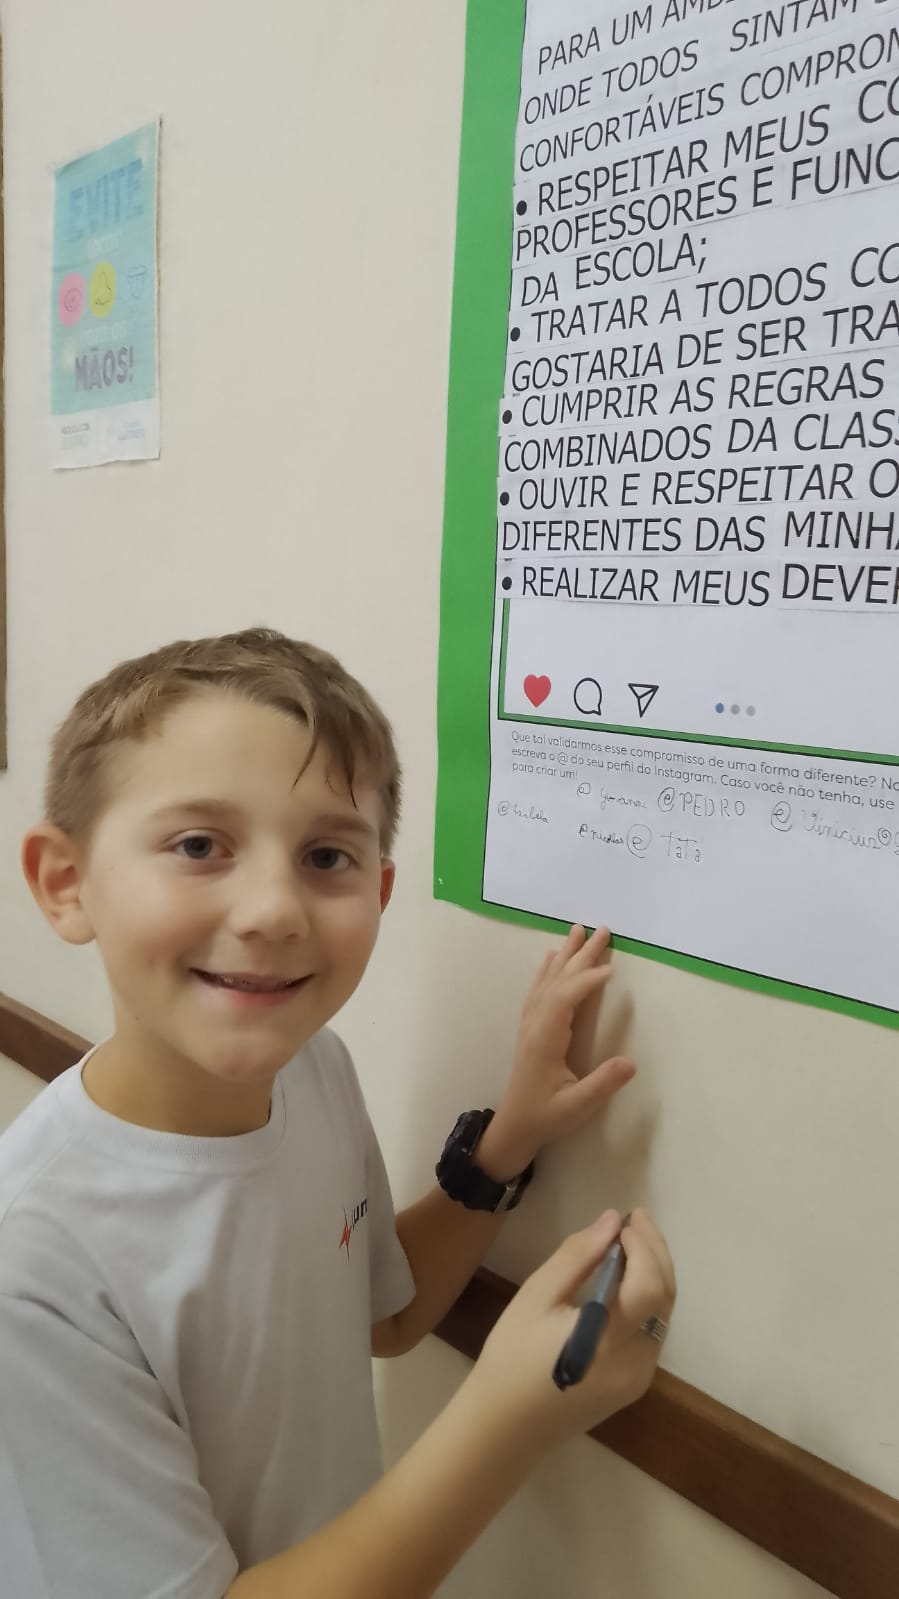 EVITE
MÃOS!
PARA UM AMB
ONDE TODOS SINTAM
CONFORTÁVEIS COMPROM
• RESPEITAR MEUS CO
PROFESSORES E FUNC
DA ESCOLA;
• TRATAR A TODOS CO
GOSTARIA DE SER TRA
• CUMPRIR AS REGRAS
COMBINADOS DA CLASS
• OUVIR E RESPEITAR O
DIFERENTES DAS MINHA
• REALIZAR MEUS DEVER
Que tal validarmos esse compromisso de uma forma diferente? No
escreva o @ do seu perfil do Instagram. Caso você não tenha, use
para criar um!
@PEDRO @Vinicius
@ Tata